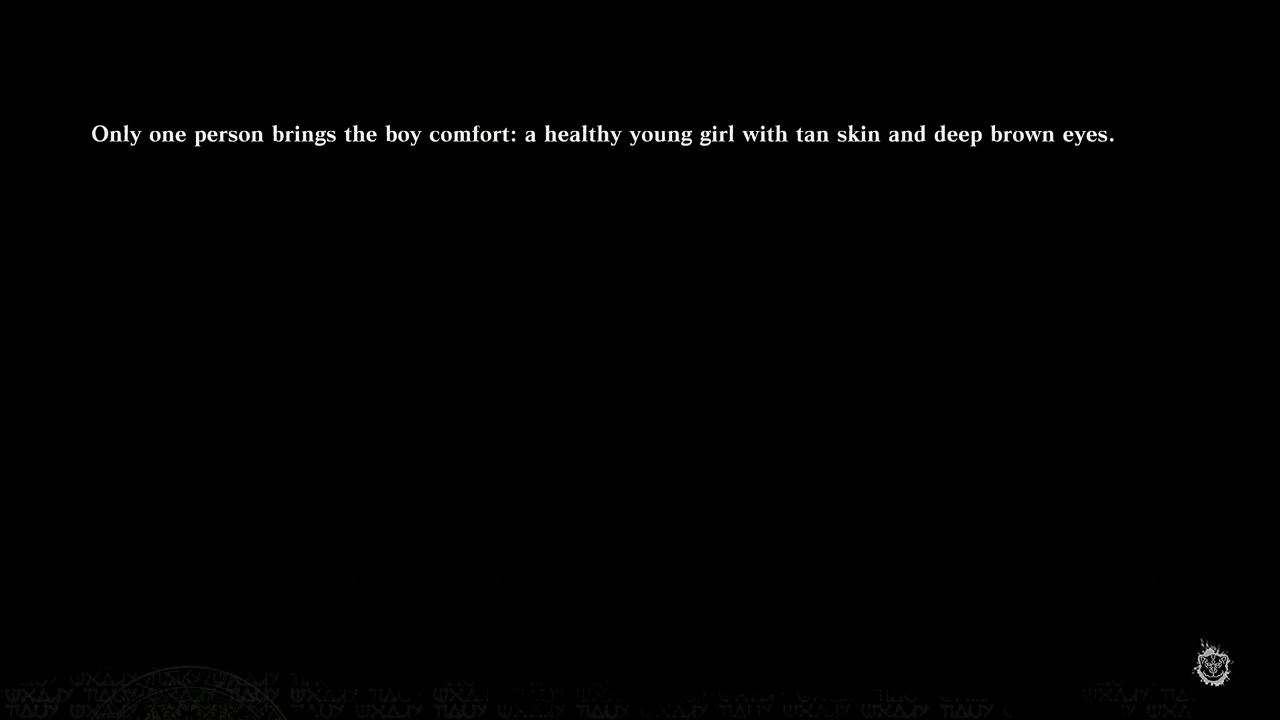 Only one person brings the boy comfort: a healthy young girl with tan skin and deep brown eyes.